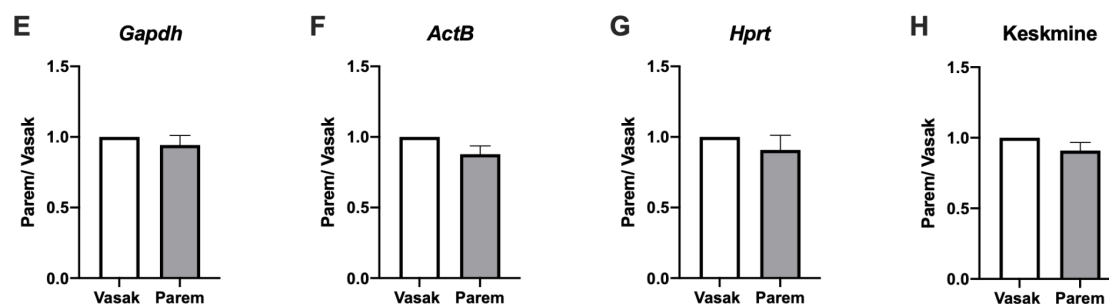 E Gapdh
Parem/ Vasak
1.5
1.0
0.5
0.0
Vasak Parem
F ActB
Parem/ Vasak
1.5
1.0
0.5
0.0
Vasak Parem
G Hprt
Parem/ Vasak
1.5
1.0
0.5
0.0
Vasak Parem
H Keskmine
Parem/ Vasak
1.5
1.0
0.5
0.0
Vasak Parem